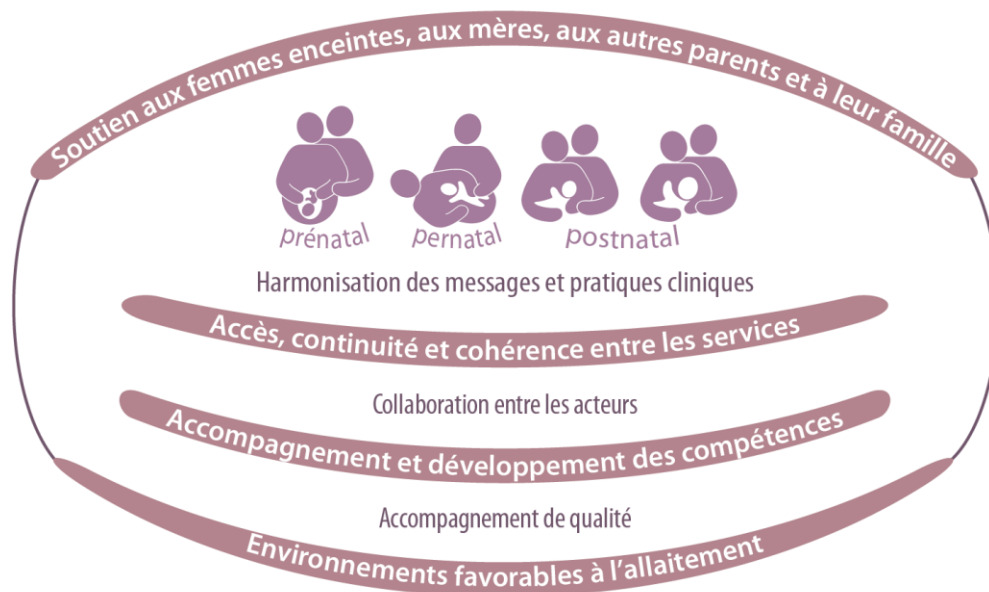 Soutien aux femmes enceintes, aux mères, aux autres parents et à leur famille
prénatal pernatal postnatal
Harmonisation des messages et pratiques cliniques
Accès, continuité et cohérence entre les services
Collaboration entre les acteurs
Accompagnement et développement des compétences
Accompagnement de qualité
Environnements favorables à l’allaitement